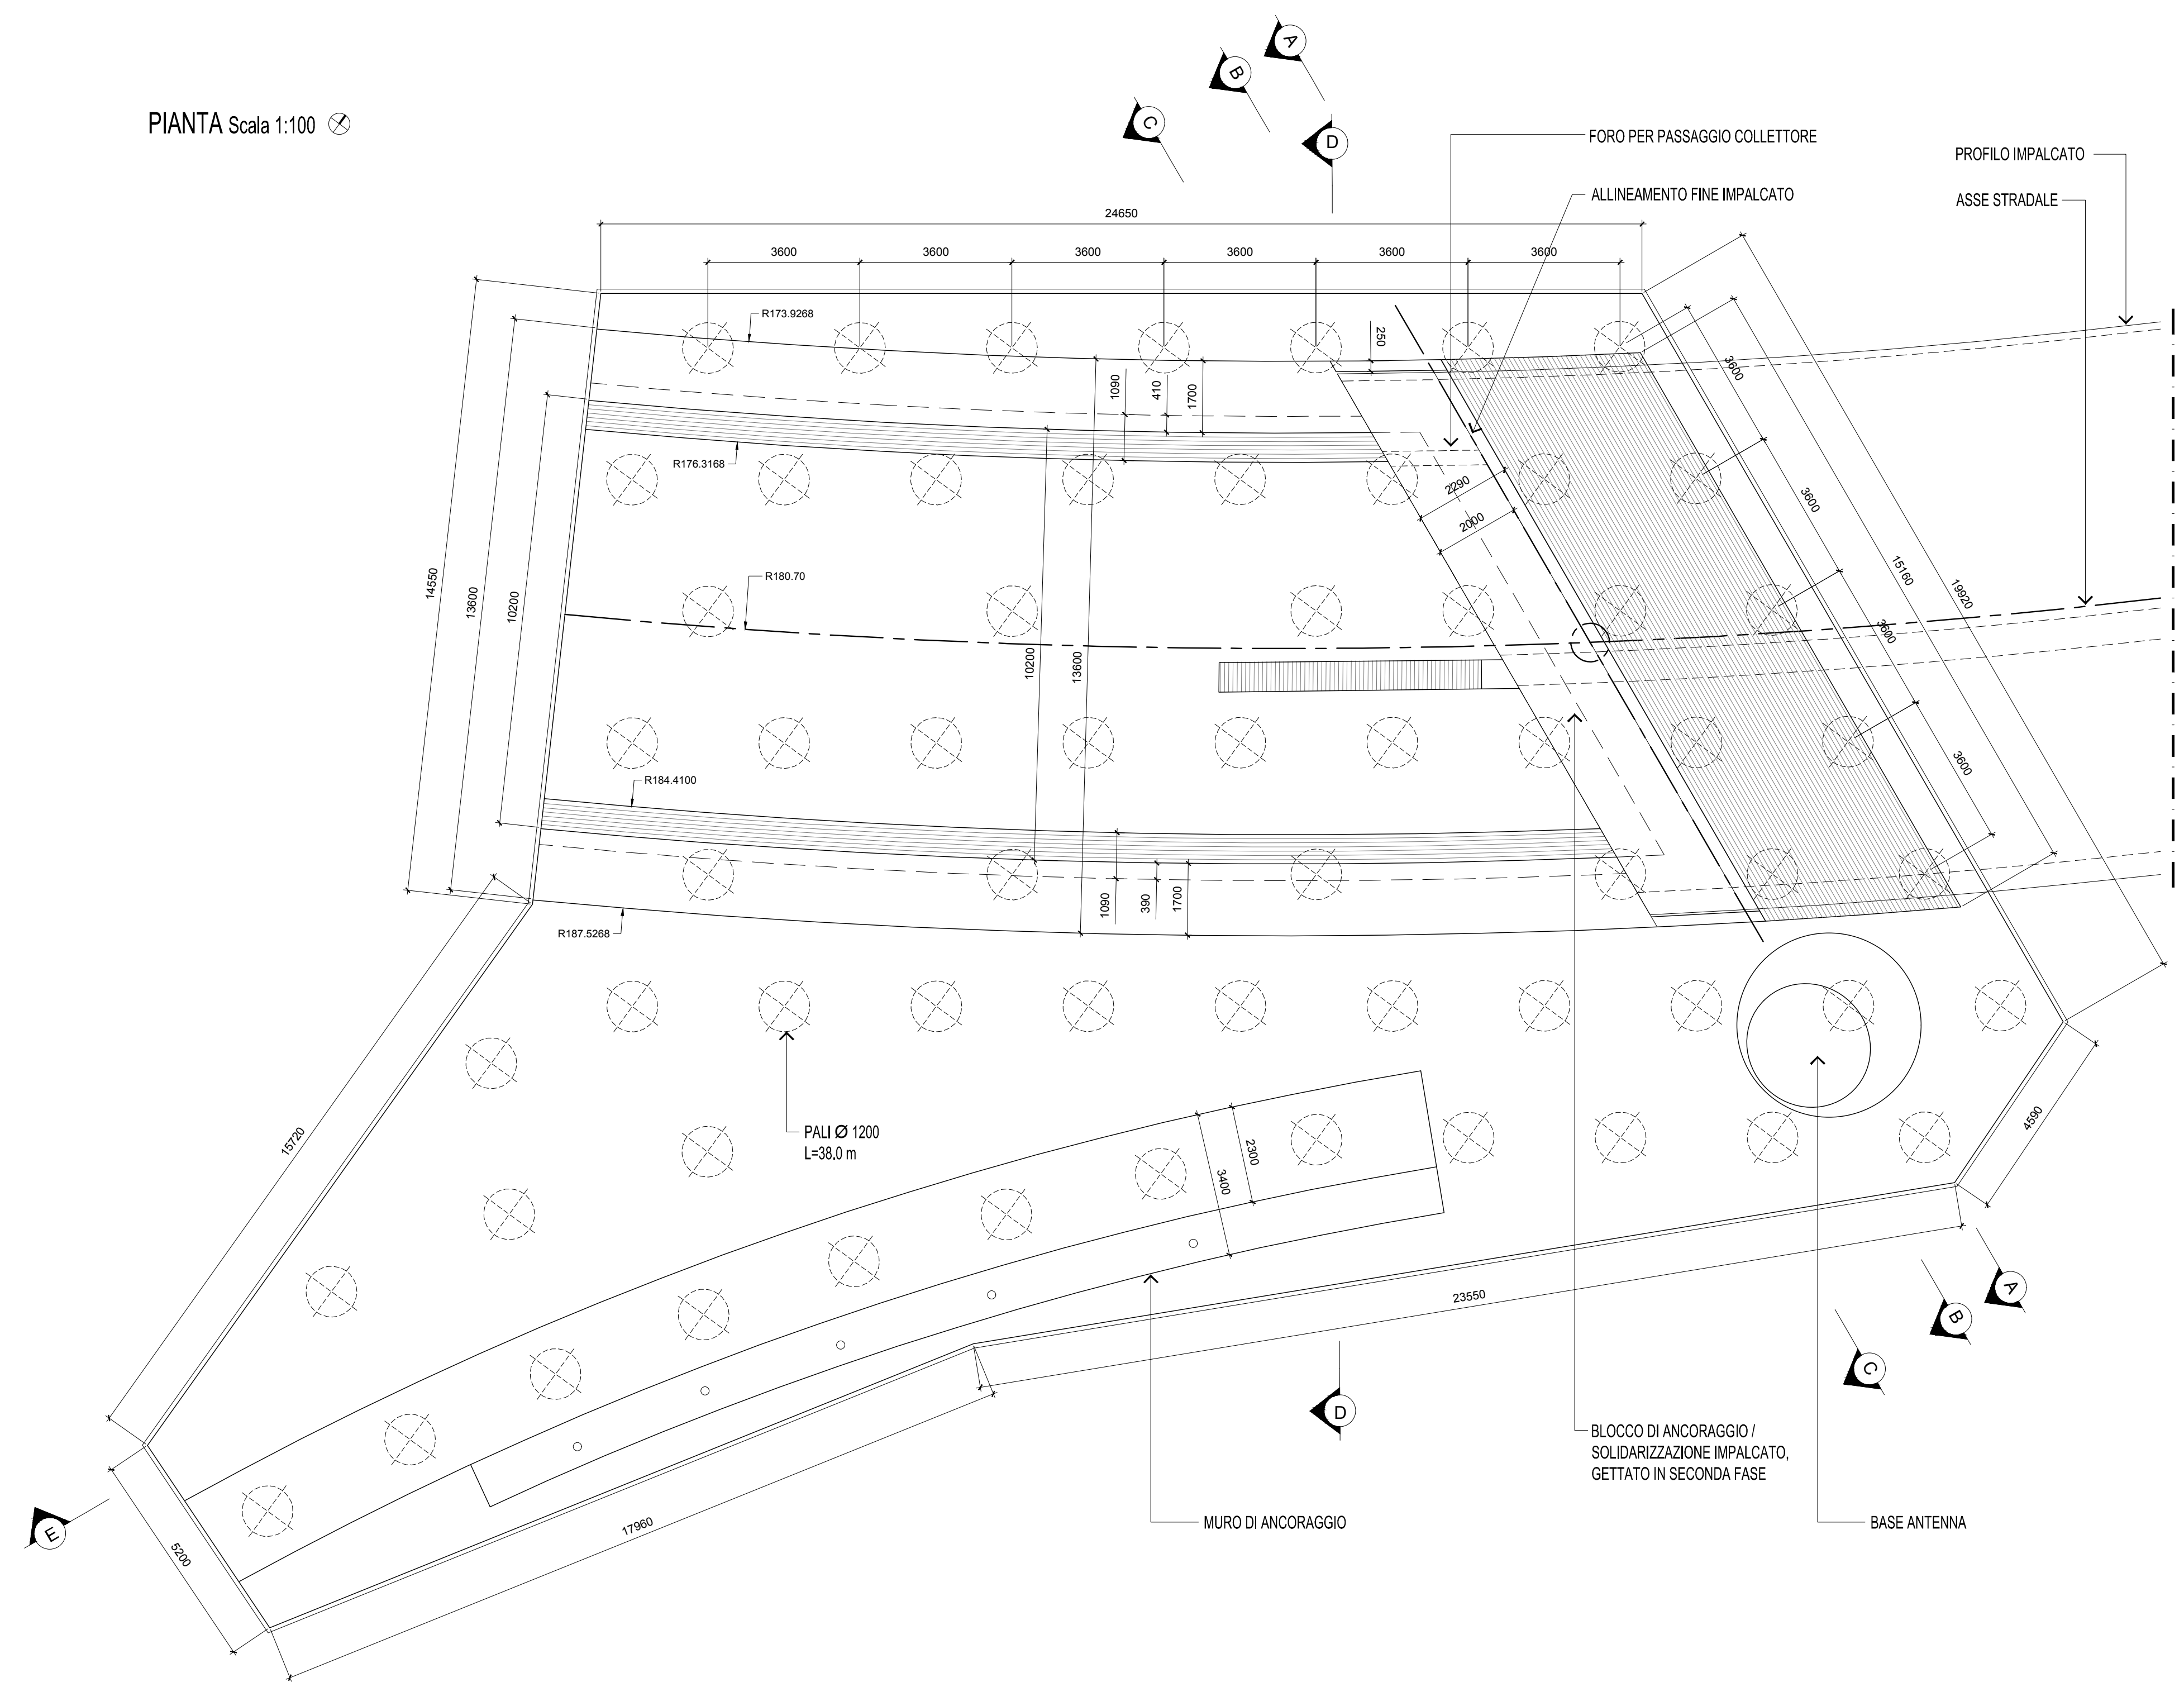 A
B
C
D
PIANTA Scala 1:100
FORO PER PASSAGGIO COLLETTORE
PROFILO IMPALCATO
ALLINEAMENTO FINE IMPALCATO
ASSE STRADALE
24650
3600
3600
3600
3600
3600
3600
R173.9268
250
3600
1090
410
1700
R176.3168
2290
2000
3600
14550
13600
10200
R180.70
15160
19920
3600
10200
13600
3600
R184.4100
1090
390
1700
R187.5268
15720
PALI Ø 1200
L=38.0 m
2300
3400
4590
23550
A
B
C
D
BLOCCO DI ANCORAGGIO /
SOLIDARIZZAZIONE IMPALCATO,
GETTATO IN SECONDA FASE
MURO DI ANCORAGGIO
BASE ANTENNA
E
5200
17960